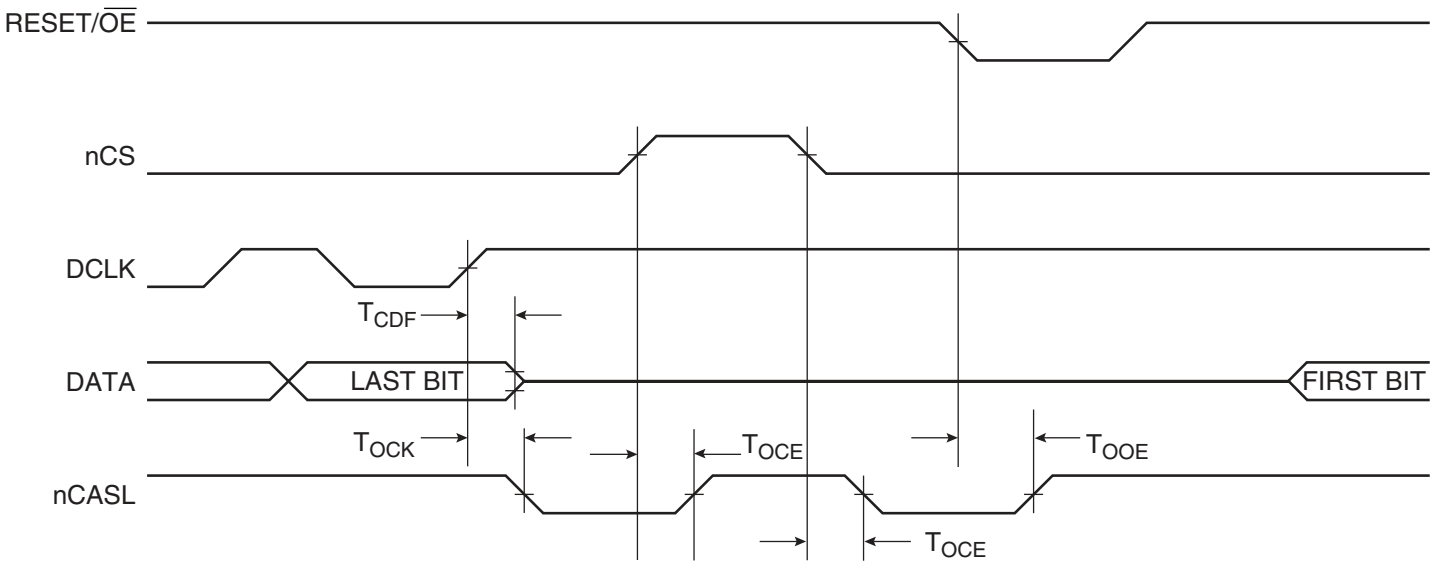 RESET/OE
nCS
DCLK
TCDF
DATA
LAST BIT
FIRST BIT
TOCK
TOCE
TOOE
nCASL
TOCE